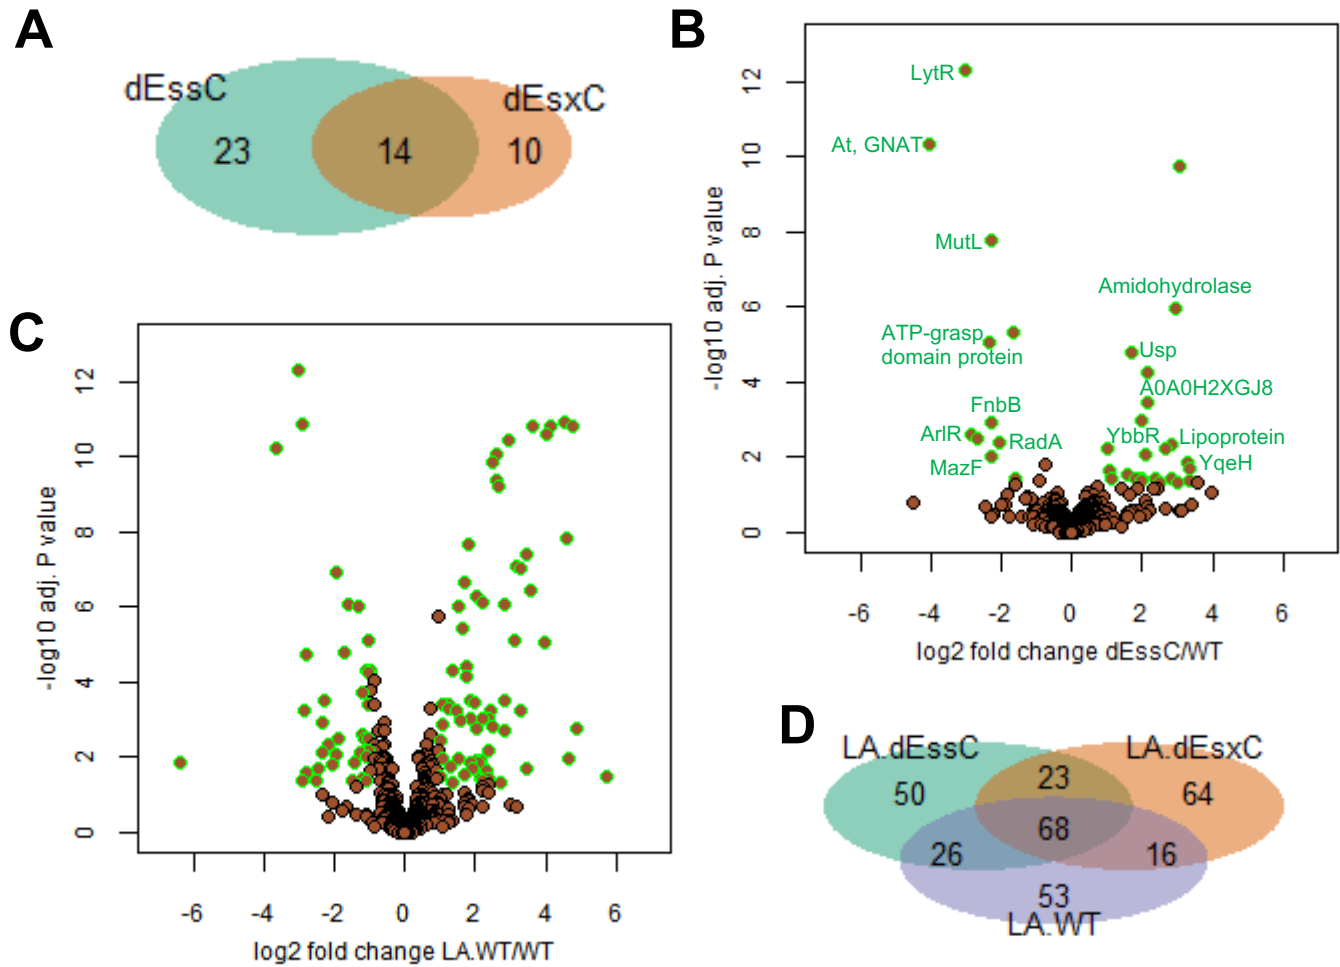 A
dEssC
dEsxC
23
14
10
B
-log10 adj. P value
12
10
8
6
4
2
0
LytR
At, GNAT
MutL
Amidohydrolase
ATP-grasp
domain protein
Usp
A0A0H2XGJ8
FnbB
ArlR
RadA
YbbR
Lipoprotein
MazF
YqeH
-6
-4
-2
0
2
4
6
log2 fold change dEssC/WT
C
-log10 adj. P value
12
10
8
6
4
2
0
-6
-4
-2
0
2
4
6
log2 fold change LA.WT/WT
D
LA.dEssC
LA.dEsxC
50
23
64
68
26
16
53
LA.WT